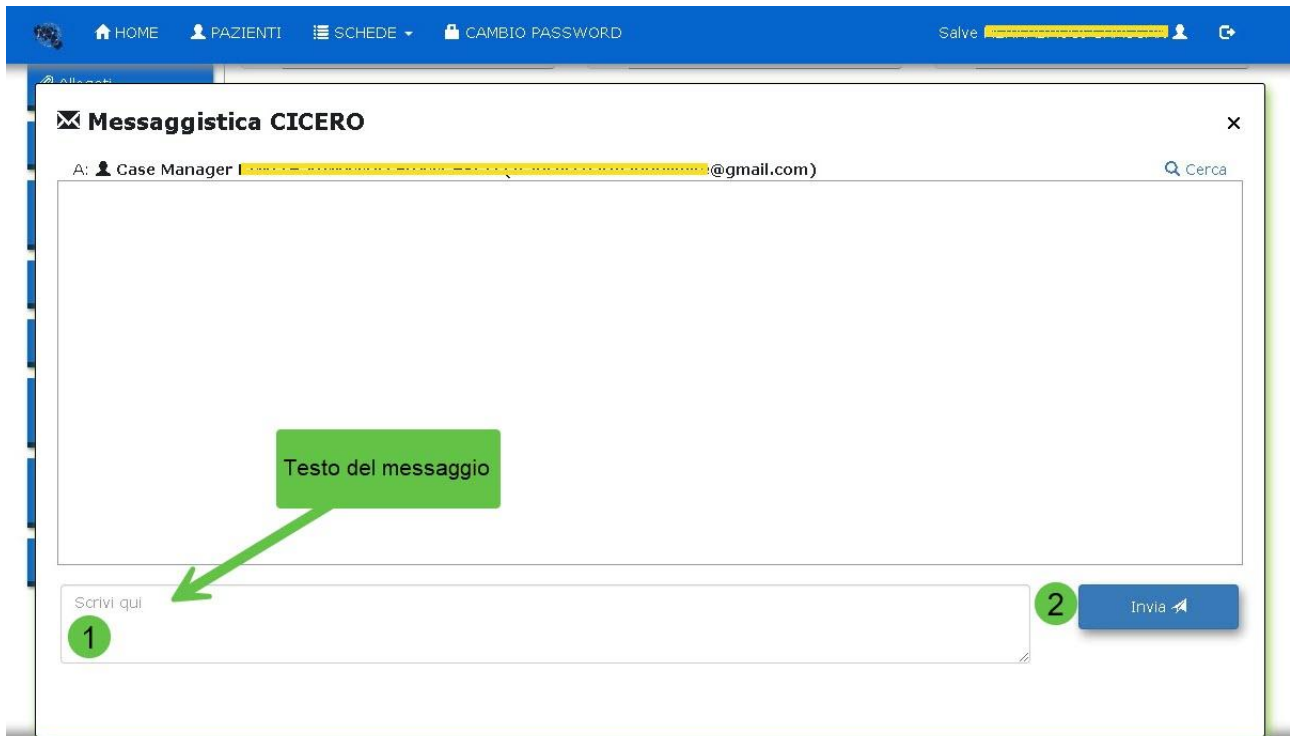 HOME PAZIENTI SCHEDE CAMBIO PASSWORD Salve
Allegati
Messaggistica CICERO ×
A: Case Manager @gmail.com) Cerca
Testo del messaggio
Scrivi qui
1
2 Invia